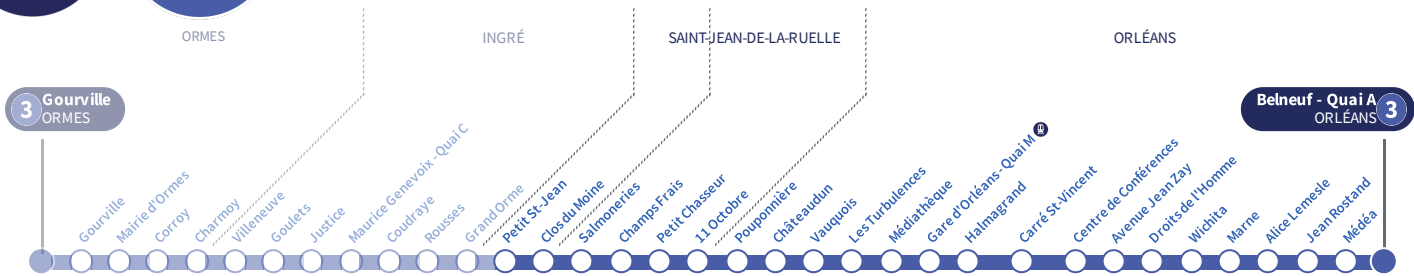 ORMES
INGRÉ
SAINT-JEAN-DE-LA-RUELLE
ORLÉANS
3 Gourville
ORMES
Belneuf - Quai A 3
ORLÉANS
Gourville
Mairie d'Ormes
Corroy
Charmoy
Villeneuve
Goulets
Justice
Maurice Genevoix - Quai C
Coudraye
Rousses
Grand Orme
Petit St-Jean
Clos du Moine
Salmoneries
Champs Frais
Petit Chasseur
11 Octobre
Pouponnière
Châteaudun
Vauquois
Les Turbulences
Médiathèque
Gare d'Orléans - Quai M
Halmagrand
Carré St-Vincent
Centre de Conférences
Avenue Jean Zay
Droits de l'Homme
Wichita
Marne
Alice Lemesle
Jean Rostand
Médéa